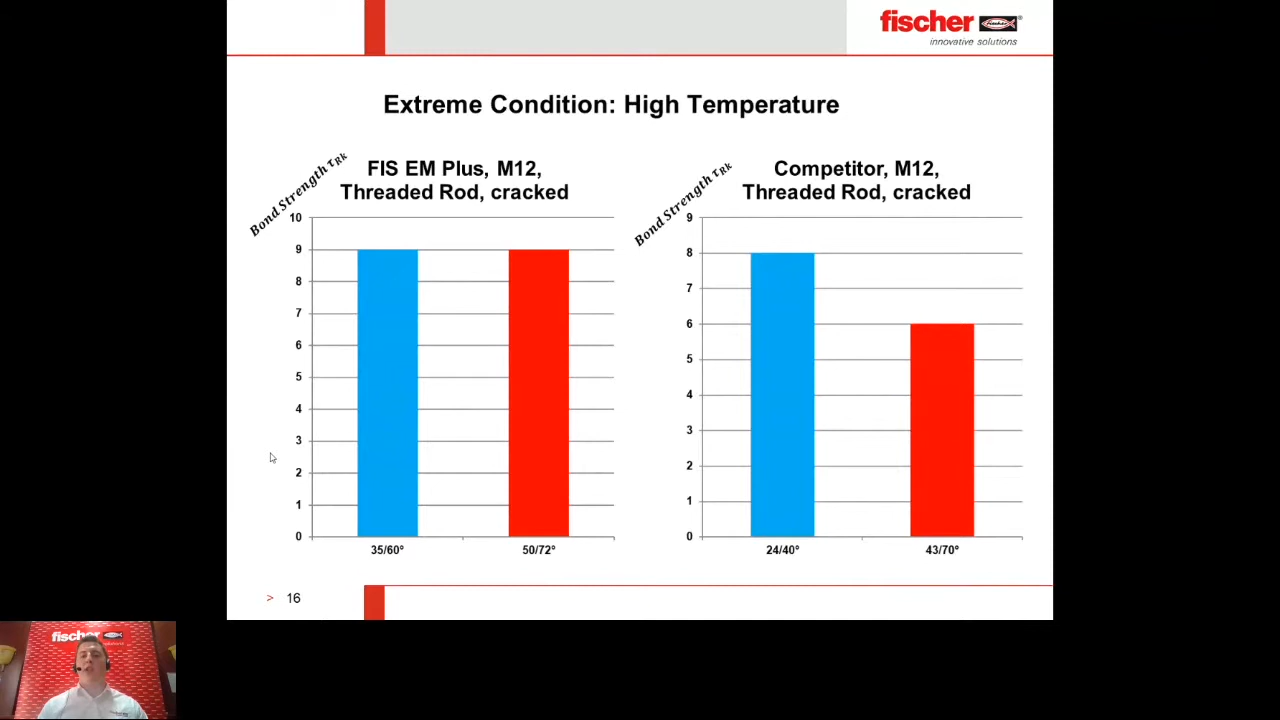 fischer
innovative solutions
Extreme Condition: High Temperature
Bond Strength τRk
FIS EM Plus, M12,
Threaded Rod, cracked
10
9
8
7
6
5
4
3
2
1
0
35/60°
50/72°
Bond Strength τRk
Competitor, M12,
Threaded Rod, cracked
9
8
7
6
5
4
3
2
1
0
24/40°
43/70°
> 16
fischer